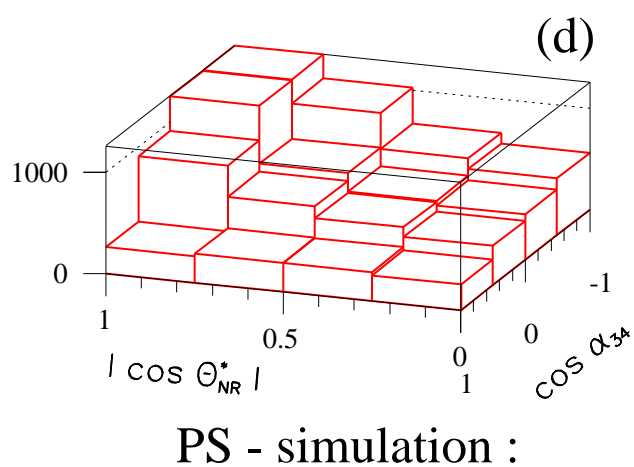 (d)
1000
0
1
0.5
0
1
0
-1
| cos Θ*NR |
cos α34
PS - simulation :